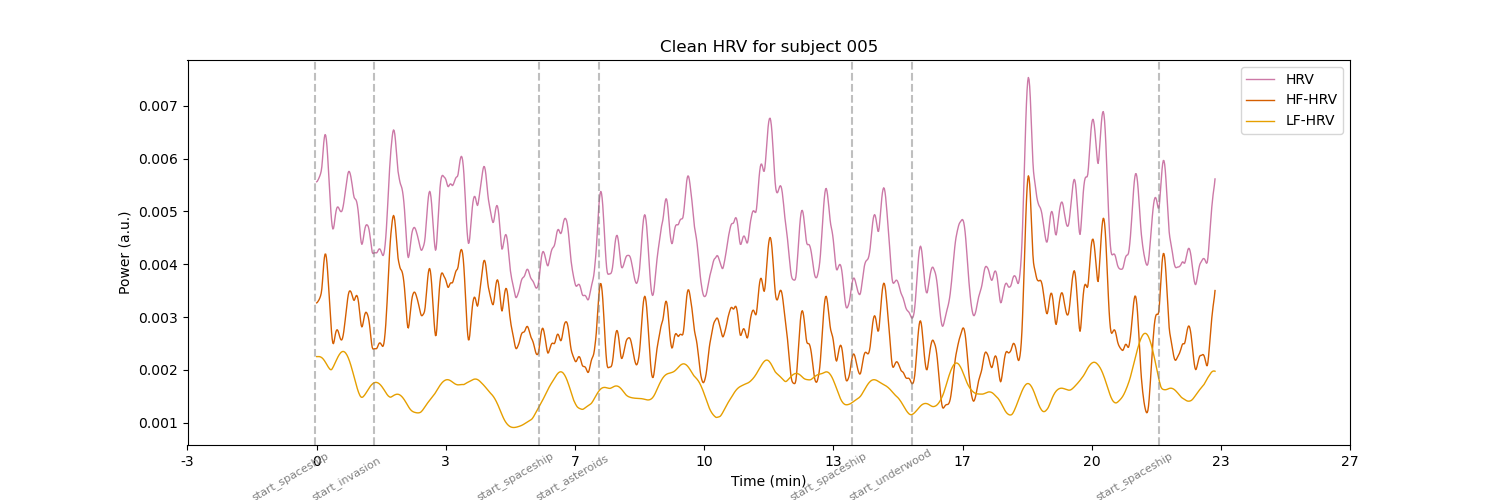 Clean HRV for subject 005
HRV
HF-HRV
LF-HRV
Power (a.u.)
0.007
0.006
0.005
0.004
0.003
0.002
0.001
-3 0 3 7 10 13 17 20 23 27
start_spaceship start_invasion start_spaceship start_asteroids start_spaceship start_underwood start_spaceship
Time (min)